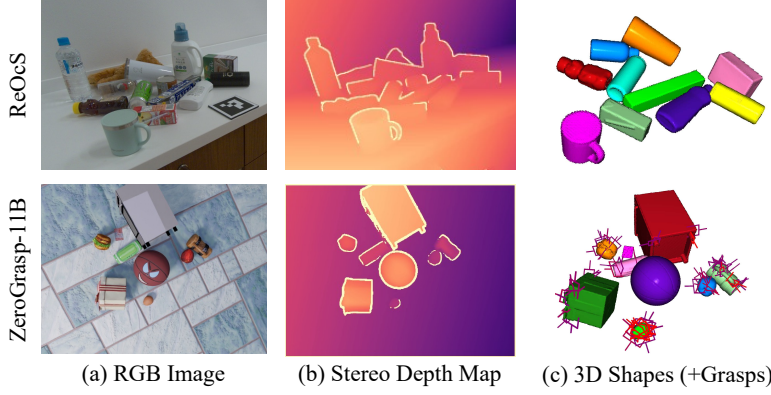 ReOcS
ZeroGrasp-11B
(a) RGB Image
(b) Stereo Depth Map
(c) 3D Shapes (+Grasps)